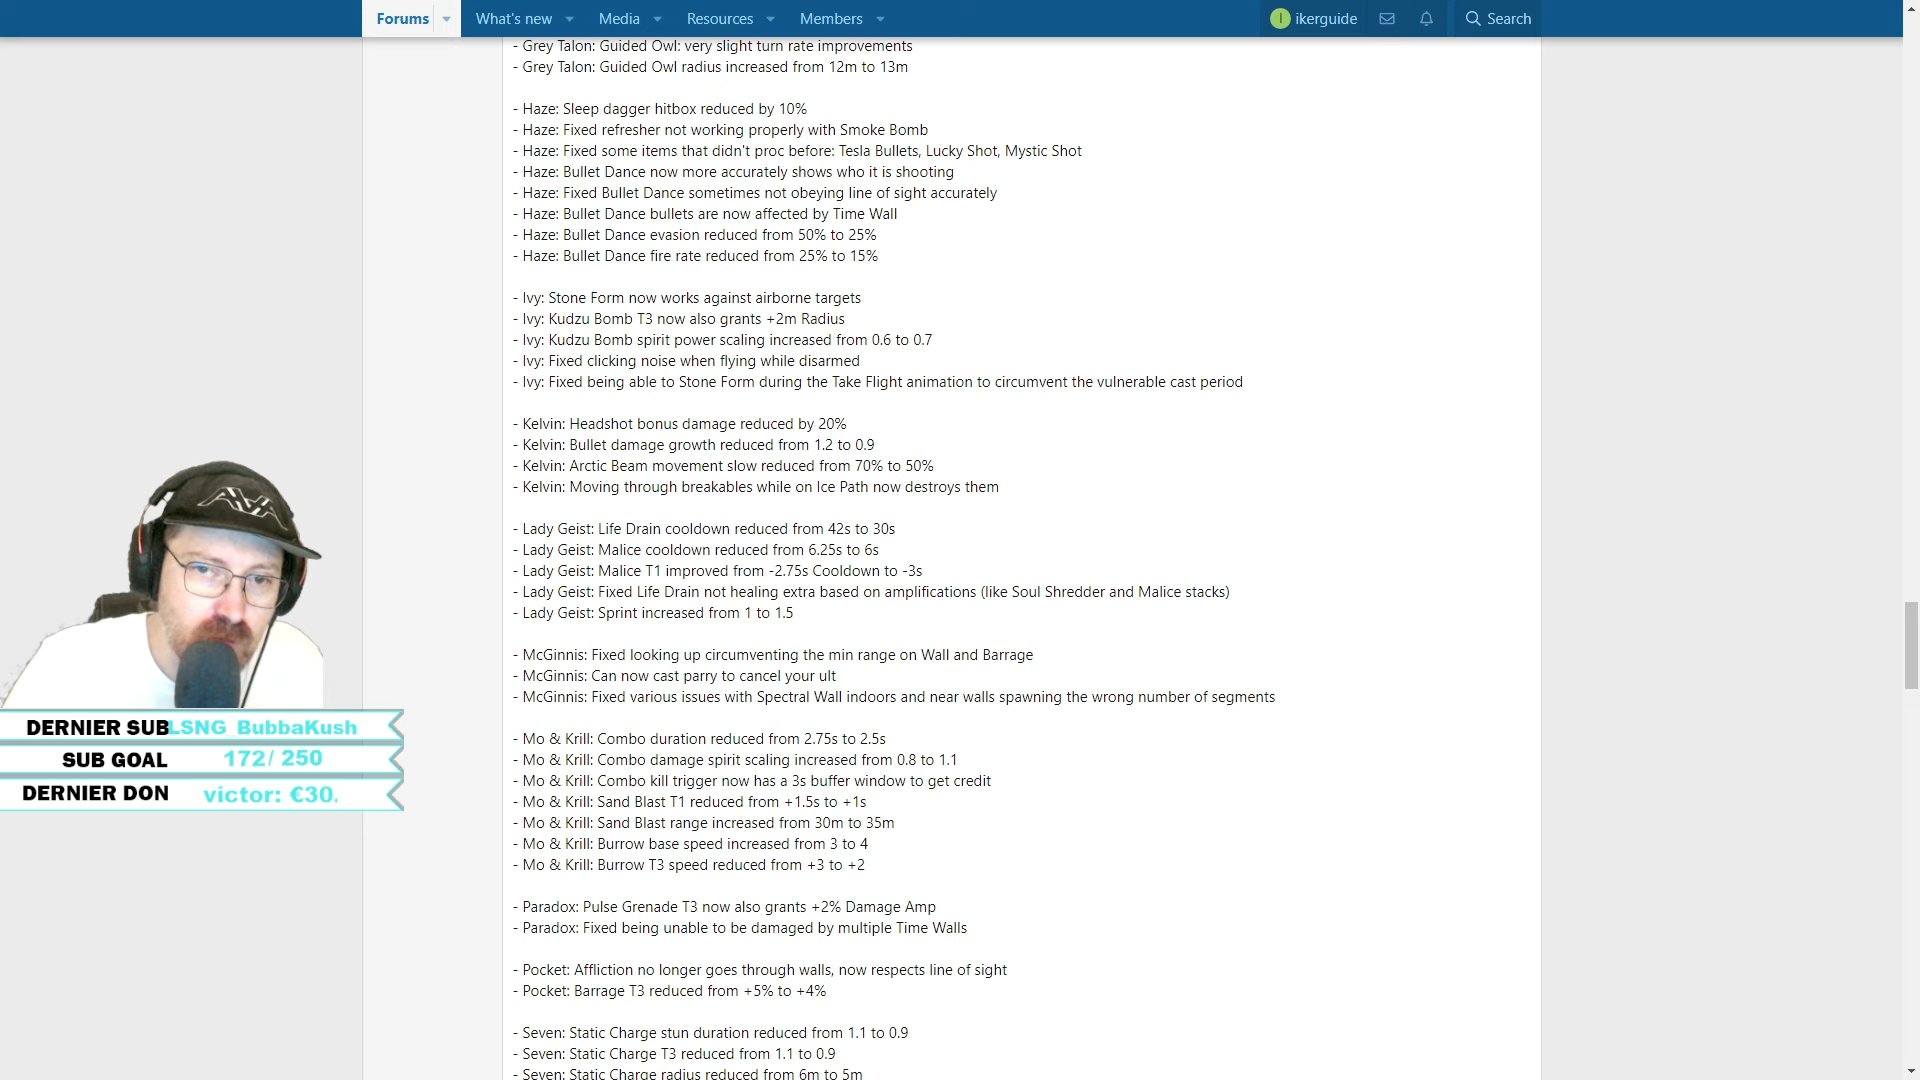 Forums What's new Media Resources Members I ikerguide Search
- Grey Talon: Guided Owl: very slight turn rate improvements
- Grey Talon: Guided Owl radius increased from 12m to 13m
- Haze: Sleep dagger hitbox reduced by 10%
- Haze: Fixed refresher not working properly with Smoke Bomb
- Haze: Fixed some items that didn't proc before: Tesla Bullets, Lucky Shot, Mystic Shot
- Haze: Bullet Dance now more accurately shows who it is shooting
- Haze: Fixed Bullet Dance sometimes not obeying line of sight accurately
- Haze: Bullet Dance bullets are now affected by Time Wall
- Haze: Bullet Dance evasion reduced from 50% to 25%
- Haze: Bullet Dance fire rate reduced from 25% to 15%
- Ivy: Stone Form now works against airborne targets
- Ivy: Kudzu Bomb T3 now also grants +2m Radius
- Ivy: Kudzu Bomb spirit power scaling increased from 0.6 to 0.7
- Ivy: Fixed clicking noise when flying while disarmed
- Ivy: Fixed being able to Stone Form during the Take Flight animation to circumvent the vulnerable cast period
- Kelvin: Headshot bonus damage reduced by 20%
- Kelvin: Bullet damage growth reduced from 1.2 to 0.9
- Kelvin: Arctic Beam movement slow reduced from 70% to 50%
- Kelvin: Moving through breakables while on Ice Path now destroys them
- Lady Geist: Life Drain cooldown reduced from 42s to 30s
- Lady Geist: Malice cooldown reduced from 6.25s to 6s
- Lady Geist: Malice T1 improved from -2.75s Cooldown to -3s
- Lady Geist: Fixed Life Drain not healing extra based on amplifications (like Soul Shredder and Malice stacks)
- Lady Geist: Sprint increased from 1 to 1.5
- McGinnis: Fixed looking up circumventing the min range on Wall and Barrage
- McGinnis: Can now cast parry to cancel your ult
- McGinnis: Fixed various issues with Spectral Wall indoors and near walls spawning the wrong number of segments
- Mo & Krill: Combo duration reduced from 2.75s to 2.5s
- Mo & Krill: Combo damage spirit scaling increased from 0.8 to 1.1
- Mo & Krill: Combo kill trigger now has a 3s buffer window to get credit
- Mo & Krill: Sand Blast T1 reduced from +1.5s to +1s
- Mo & Krill: Sand Blast range increased from 30m to 35m
- Mo & Krill: Burrow base speed increased from 3 to 4
- Mo & Krill: Burrow T3 speed reduced from +3 to +2
- Paradox: Pulse Grenade T3 now also grants +2% Damage Amp
- Paradox: Fixed being unable to be damaged by multiple Time Walls
- Pocket: Affliction no longer goes through walls, now respects line of sight
- Pocket: Barrage T3 reduced from +5% to +4%
- Seven: Static Charge stun duration reduced from 1.1 to 0.9
- Seven: Static Charge T3 reduced from 1.1 to 0.9
- Seven: Static Charge radius reduced from 6m to 5m
AVA
DERNIER SUB LSNG_BubbaKush
SUB GOAL 172/ 250
DERNIER DON victor: €30.